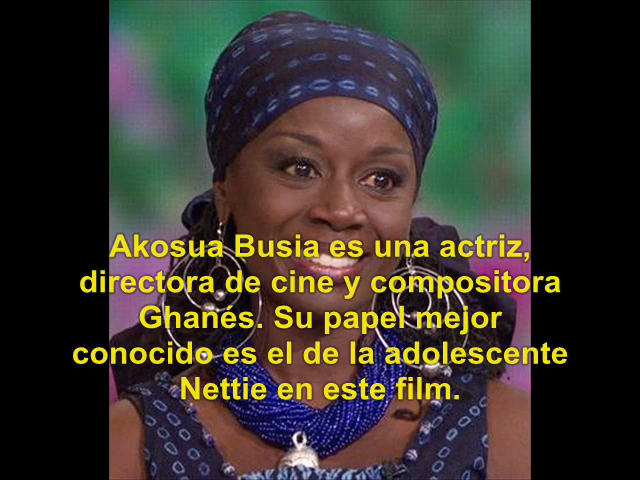 Akosua Busia es una actriz,
directora de cine y compositora
Ghanés. Su papel mejor
conocido es el de la adolescente
Nettie en este film.